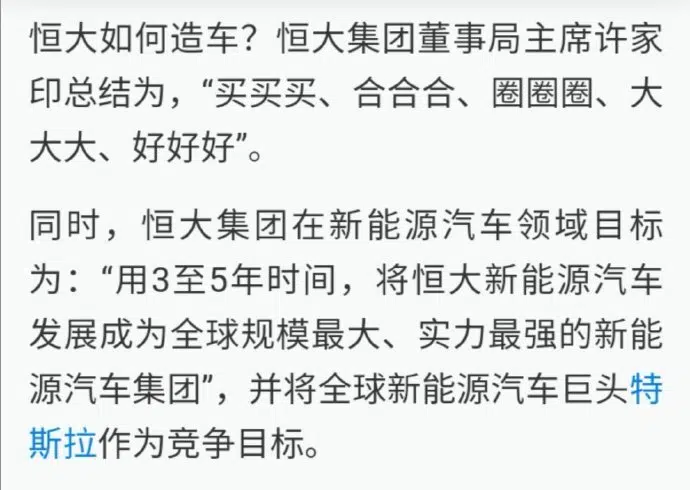 恒大如何造车？恒大集团董事局主席许家
印总结为，“买买买、合合合、圈圈圈、大
大大、好好好”。
同时，恒大集团在新能源汽车领域目标
为：“用3至5年时间，将恒大新能源汽车
发展成为全球规模最大、实力最强的新能
源汽车集团”，并将全球新能源汽车巨头特
斯拉作为竞争目标。